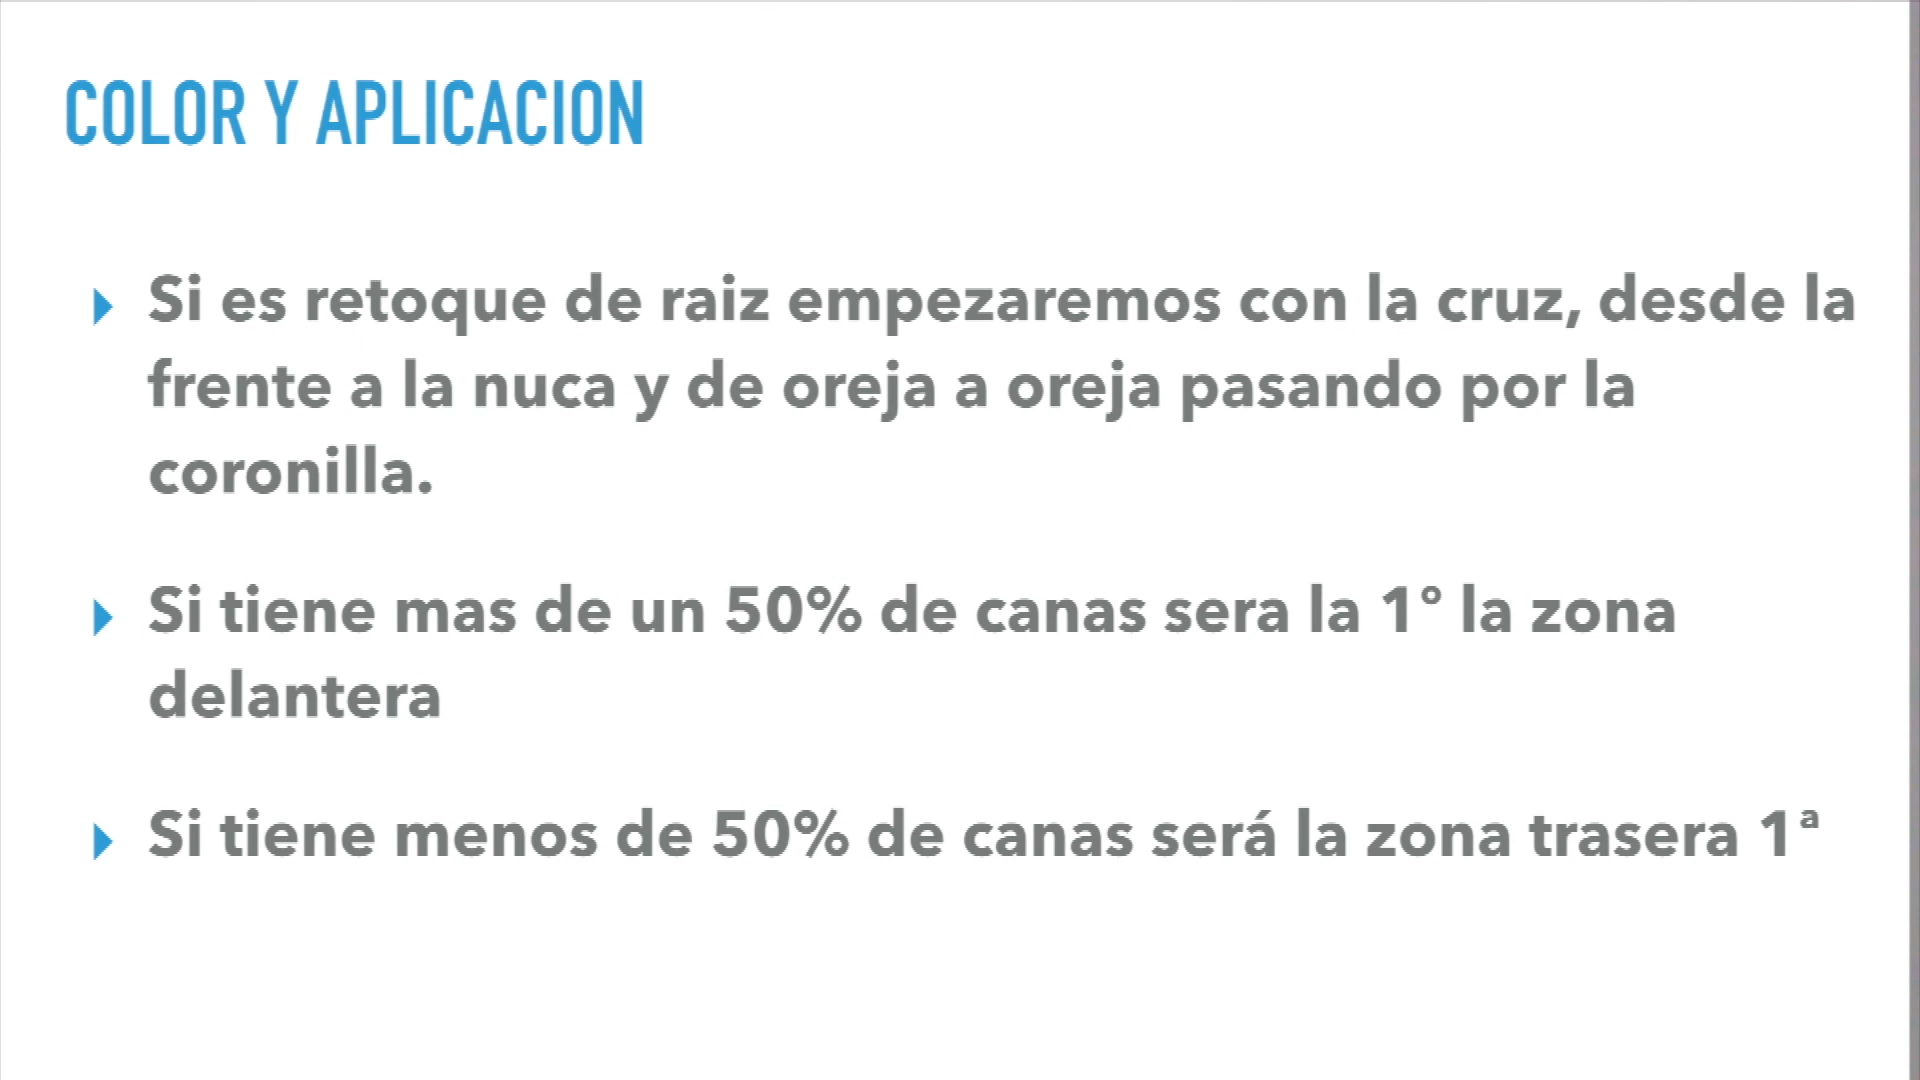 COLOR Y APLICACION
Si es retoque de raiz empezaremos con la cruz, desde la
frente a la nuca y de oreja a oreja pasando por la
coronilla.
Si tiene mas de un 50% de canas sera la 1º la zona
delantera
Si tiene menos de 50% de canas será la zona trasera 1ª